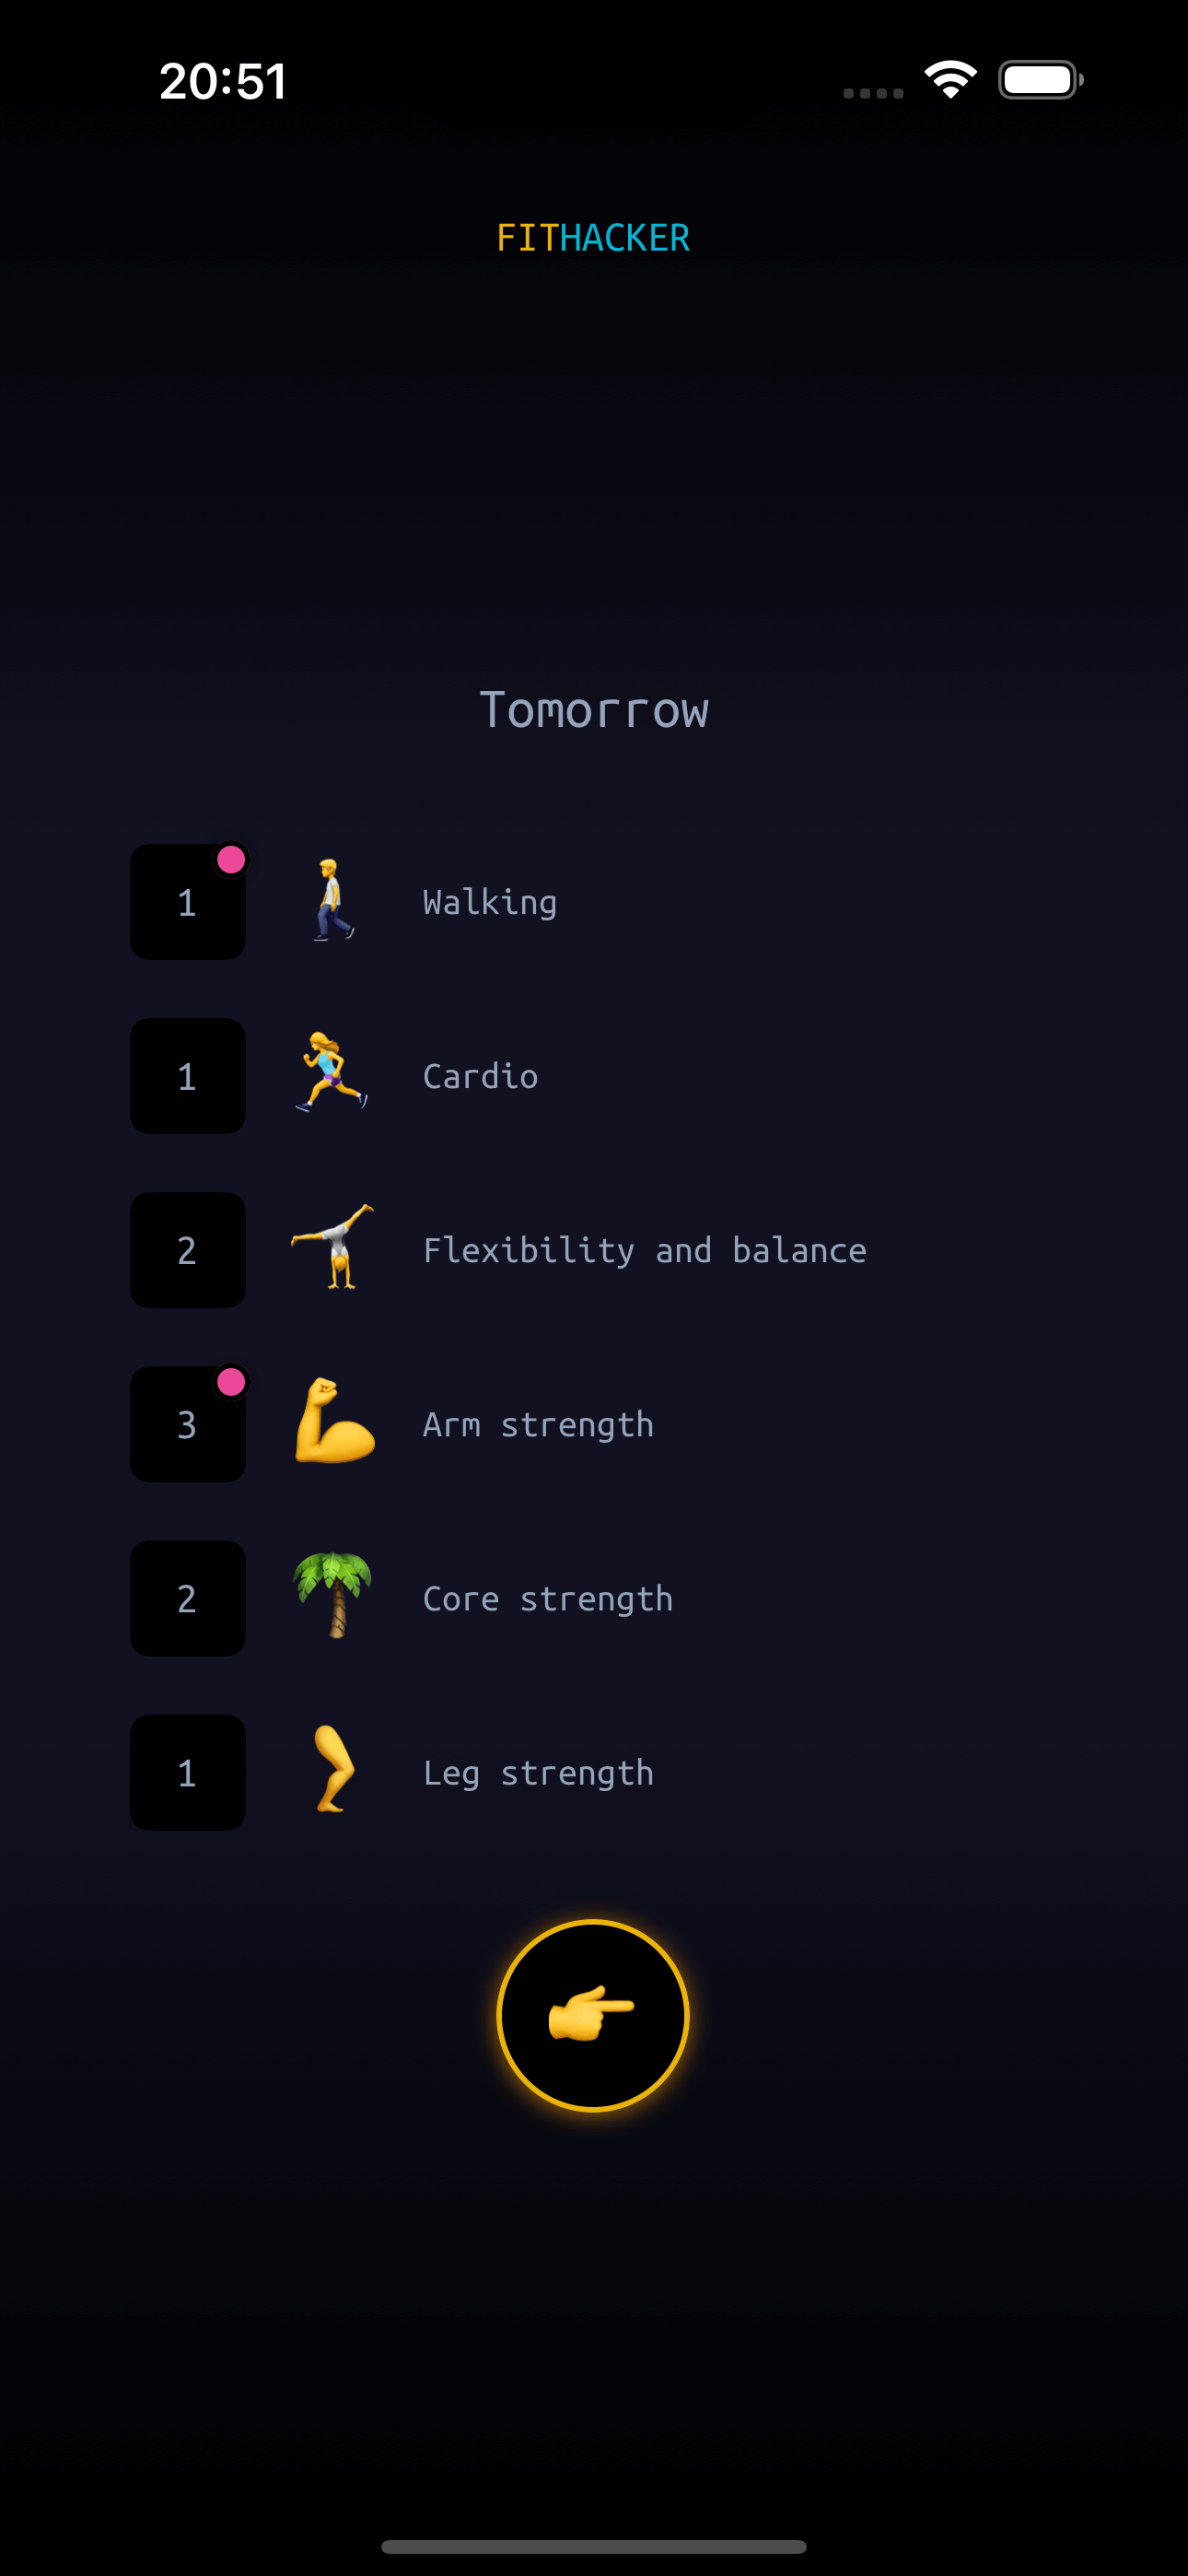 20:51
FITHACKER
Tomorrow
1 Walking
1 Cardio
2 Flexibility and balance
3 Arm strength
2 Core strength
1 Leg strength